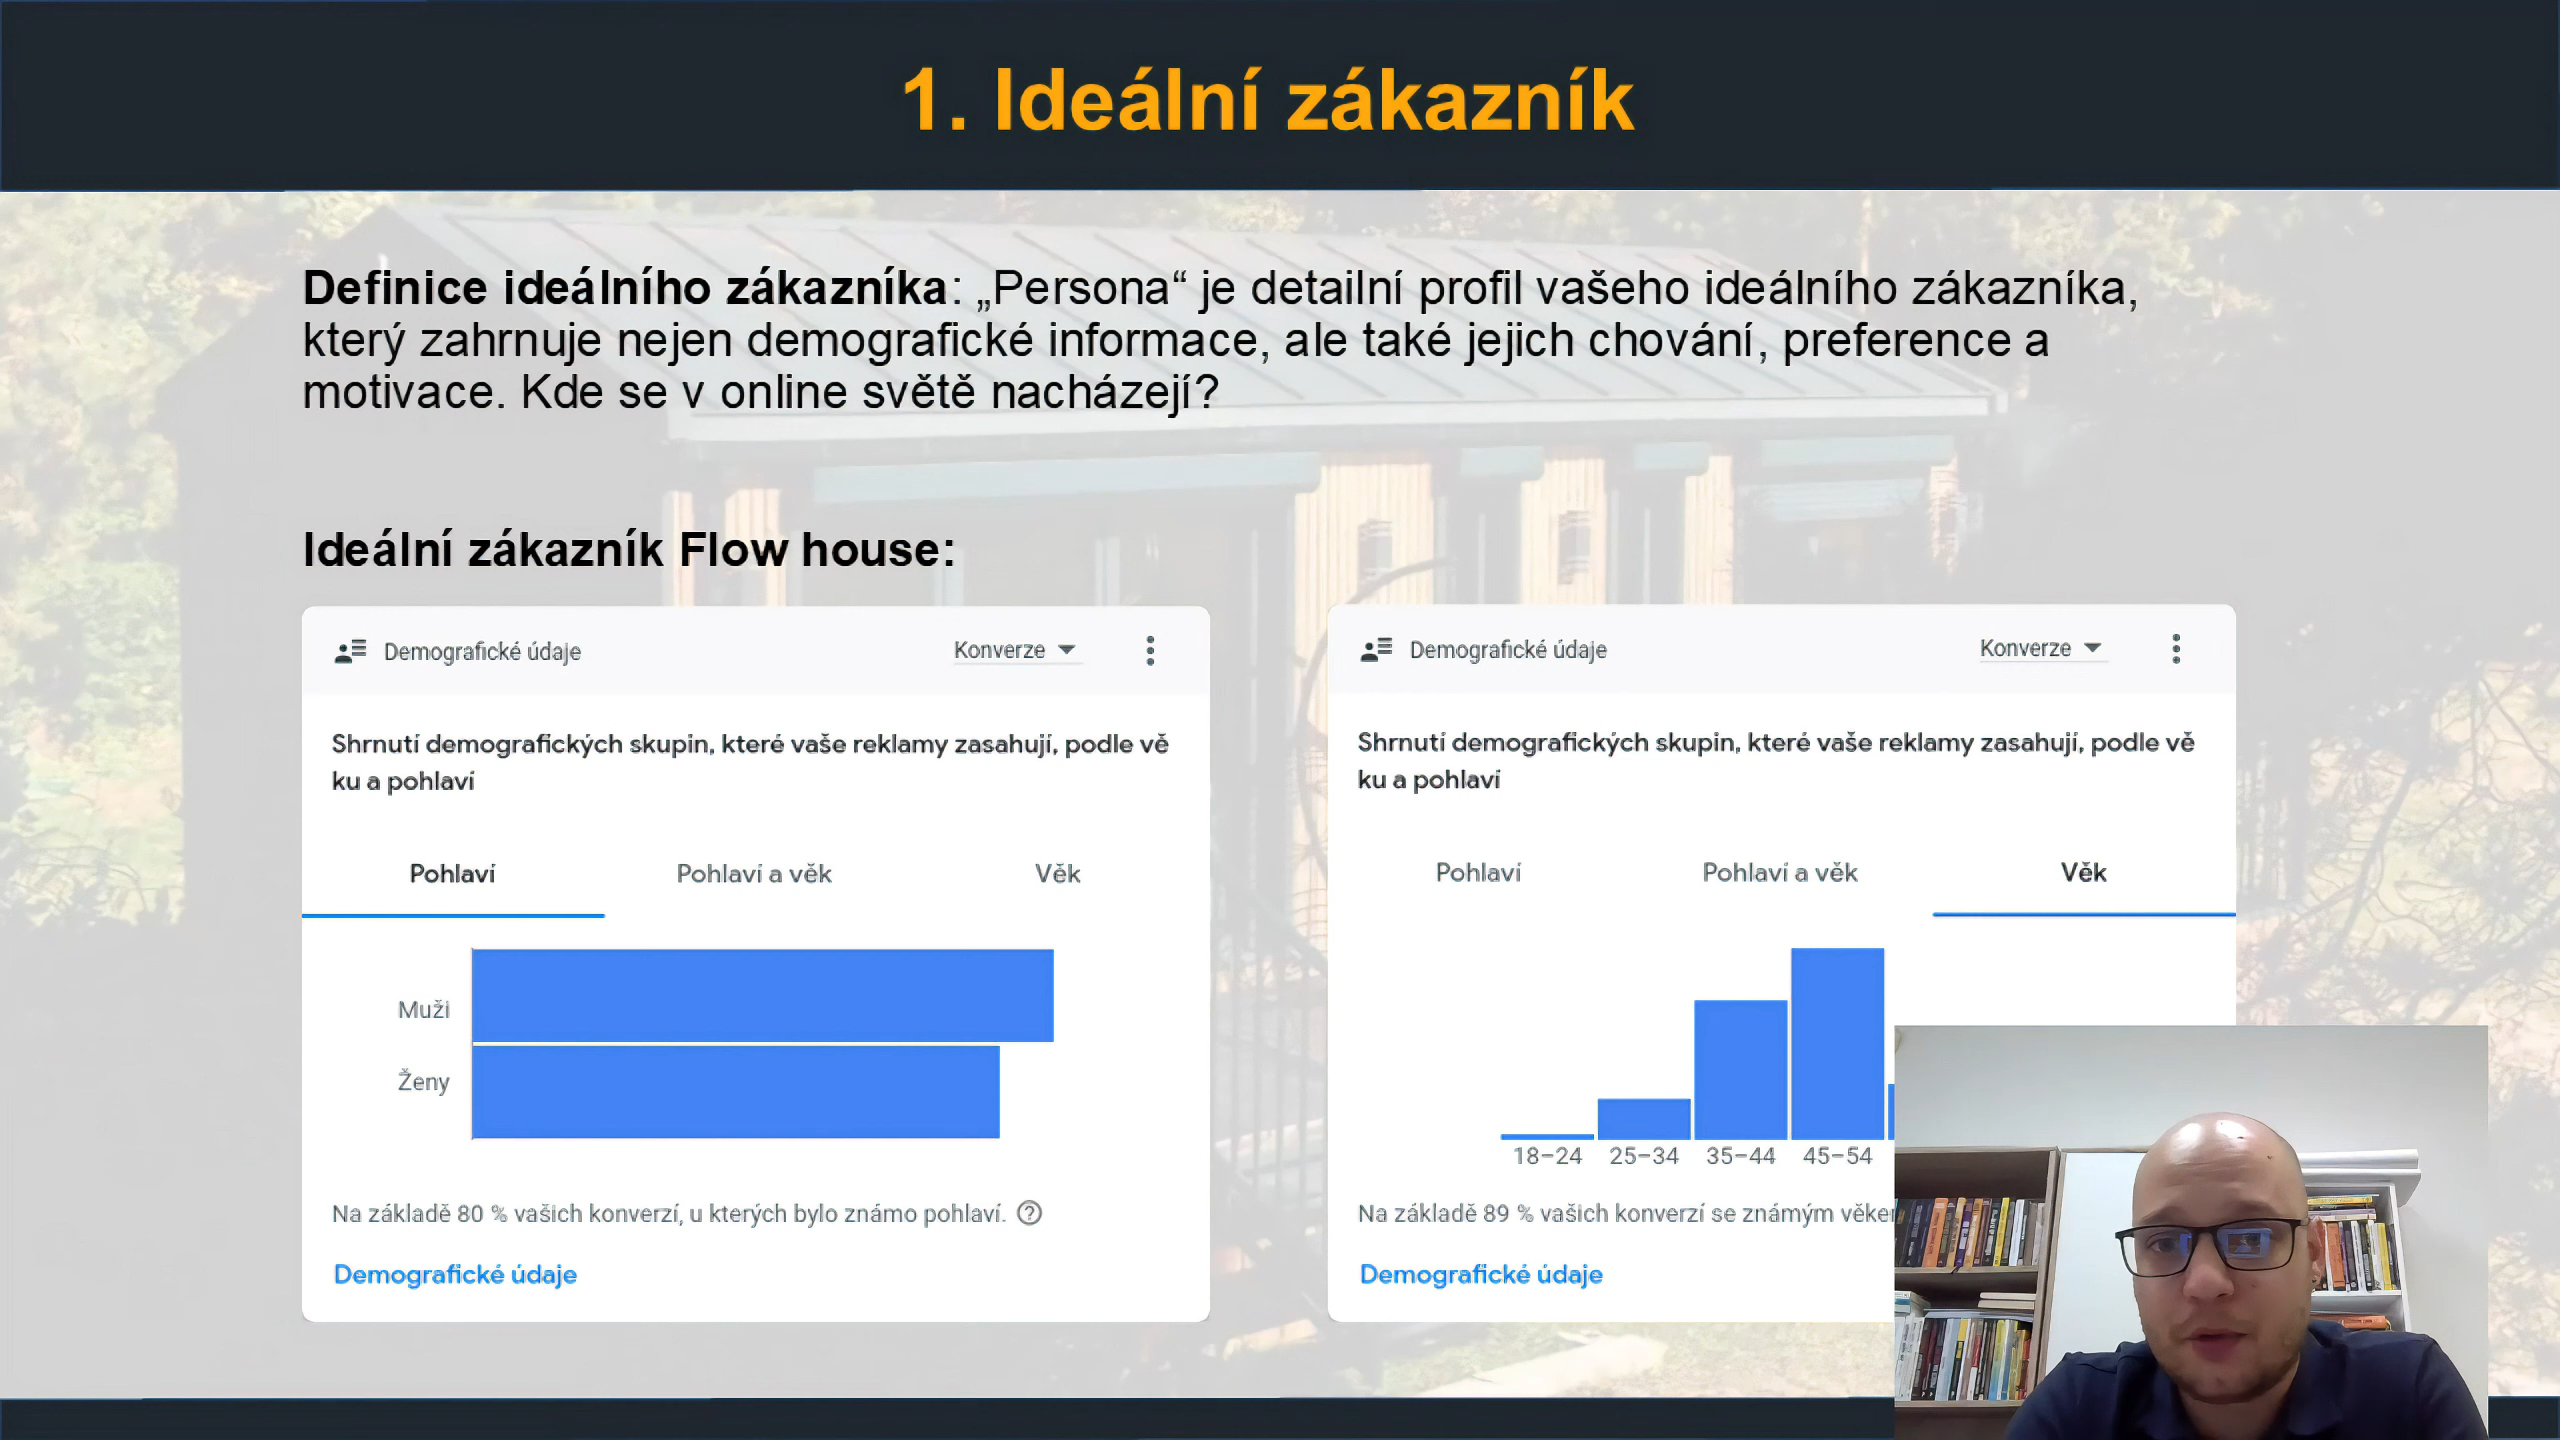 1. Ideální zákazník
Definice ideálního zákazníka: „Persona“ je detailní profil vašeho ideálního zákazníka,
který zahrnuje nejen demografické informace, ale také jejich chování, preference a
motivace. Kde se v online světě nacházejí?
Ideální zákazník Flow house:
Demografické údaje
Konverze
Shrnutí demografických skupin, které vaše reklamy zasahují, podle vě
ku a pohlaví
Pohlaví Pohlaví a věk Věk
Muži
Ženy
Na základě 80 % vašich konverzí, u kterých bylo známo pohlaví.
Demografické údaje
Demografické údaje
Konverze
Shrnutí demografických skupin, které vaše reklamy zasahují, podle vě
ku a pohlaví
Pohlaví Pohlaví a věk Věk
18–24 25–34 35–44 45–54
Na základě 89 % vašich konverzí se známým
Demografické údaje